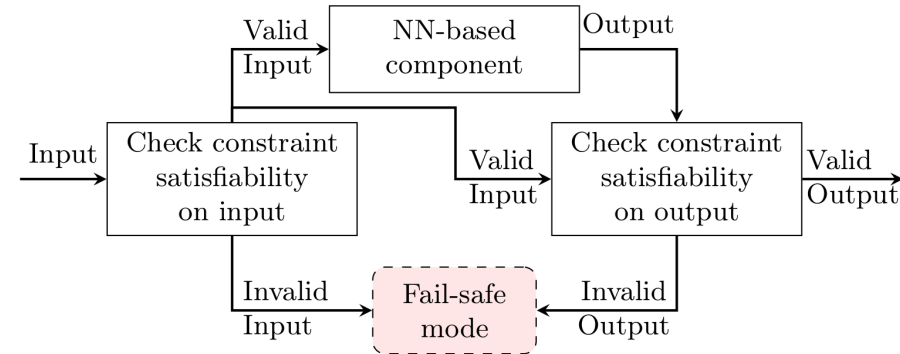 Valid
Input
NN-based
component
Output
Input
Check constraint
satisfiability
on input
Valid
Input
Check constraint
satisfiability
on output
Valid
Output
Invalid
Input
Fail-safe
mode
Invalid
Output